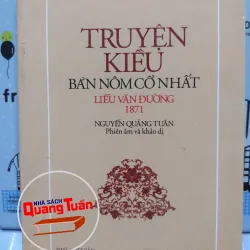 TRUYỆN
KIỀU
BẢN NÔM CỔ NHẤT
LIỄU VĂN ĐƯỜNG
1871
NGUYỄN QUẢNG TUÂN
Phiên âm và khảo dị
NHÀ SÁCH
Quang Tuấn